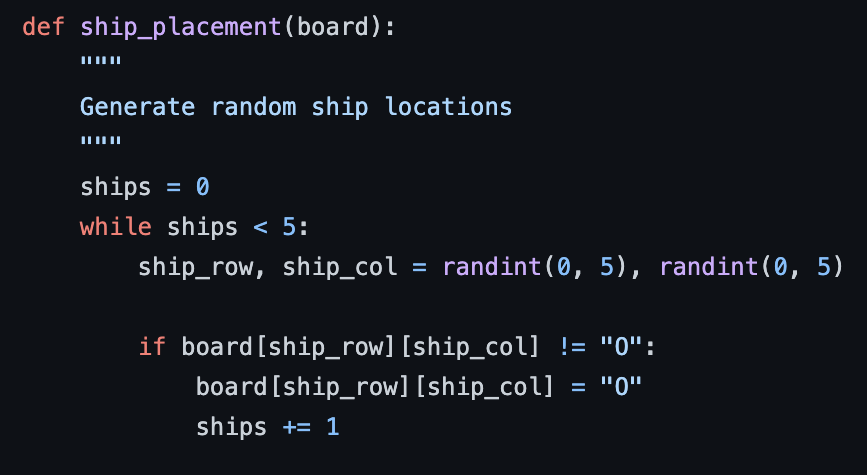 def ship_placement(board):
    """
    Generate random ship locations
    """
    ships = 0
    while ships < 5:
        ship_row, ship_col = randint(0, 5), randint(0, 5)

        if board[ship_row][ship_col] != "O":
            board[ship_row][ship_col] = "O"
            ships += 1